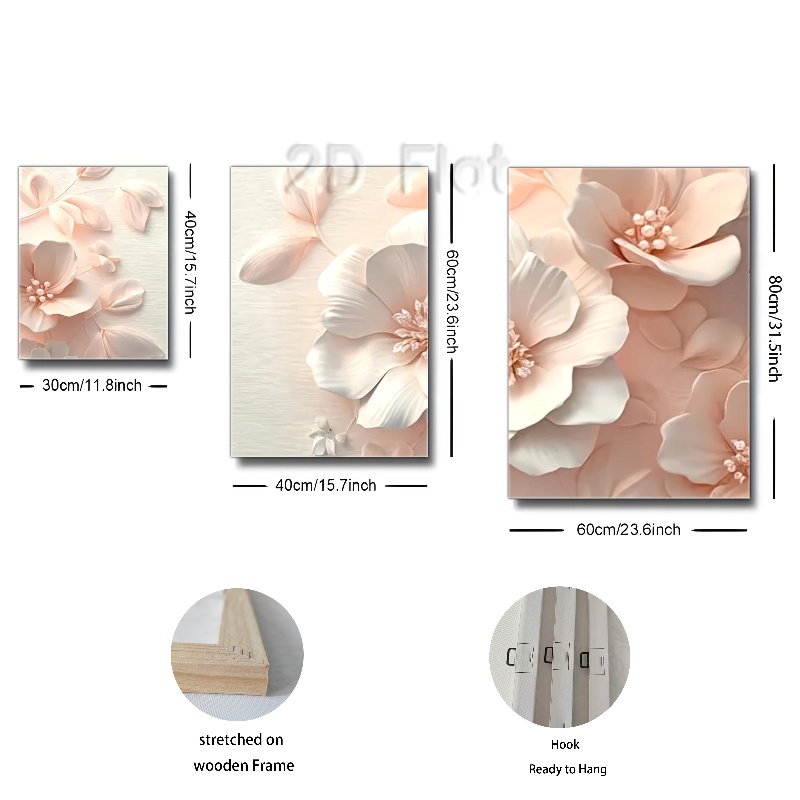 2D Flat
40cm/15.7inch
30cm/11.8inch
60cm/23.6inch
40cm/15.7inch
80cm/31.5inch
60cm/23.6inch
stretched on
wooden Frame
Hook
Ready to Hang